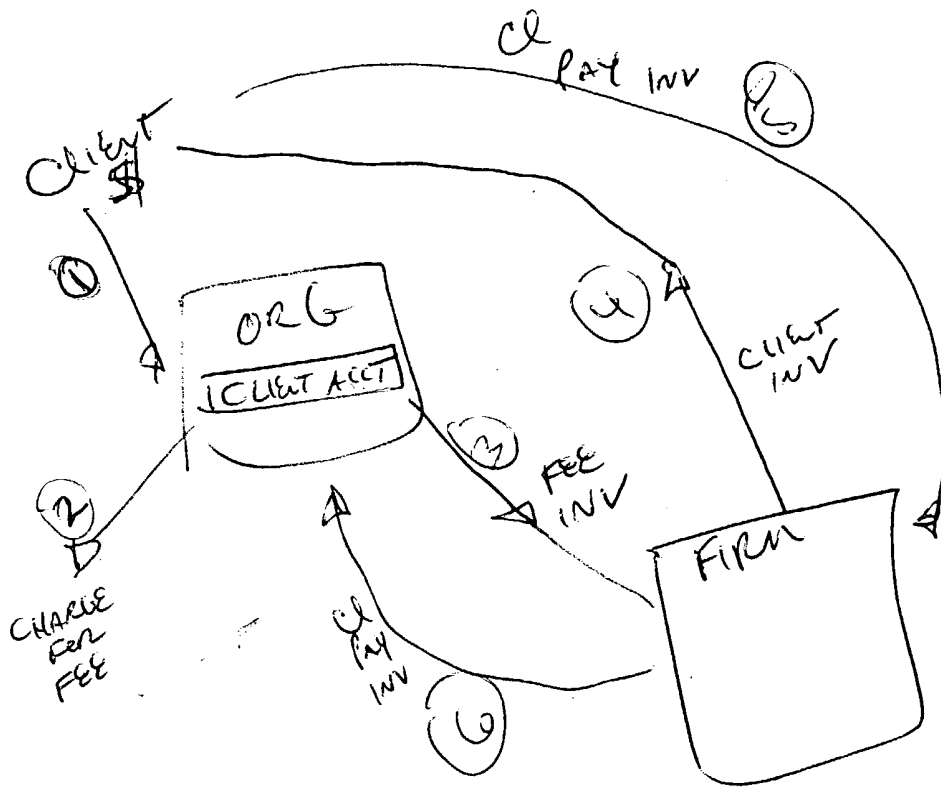 Cl
PAY INV
5
CLIENT
$
1
ORG
CLIENT ACCT
4
CLIENT
INV
3
FEE
INV
2
CHARGE
FOR
FEE
FIRM
Cl
PAY
INV
6